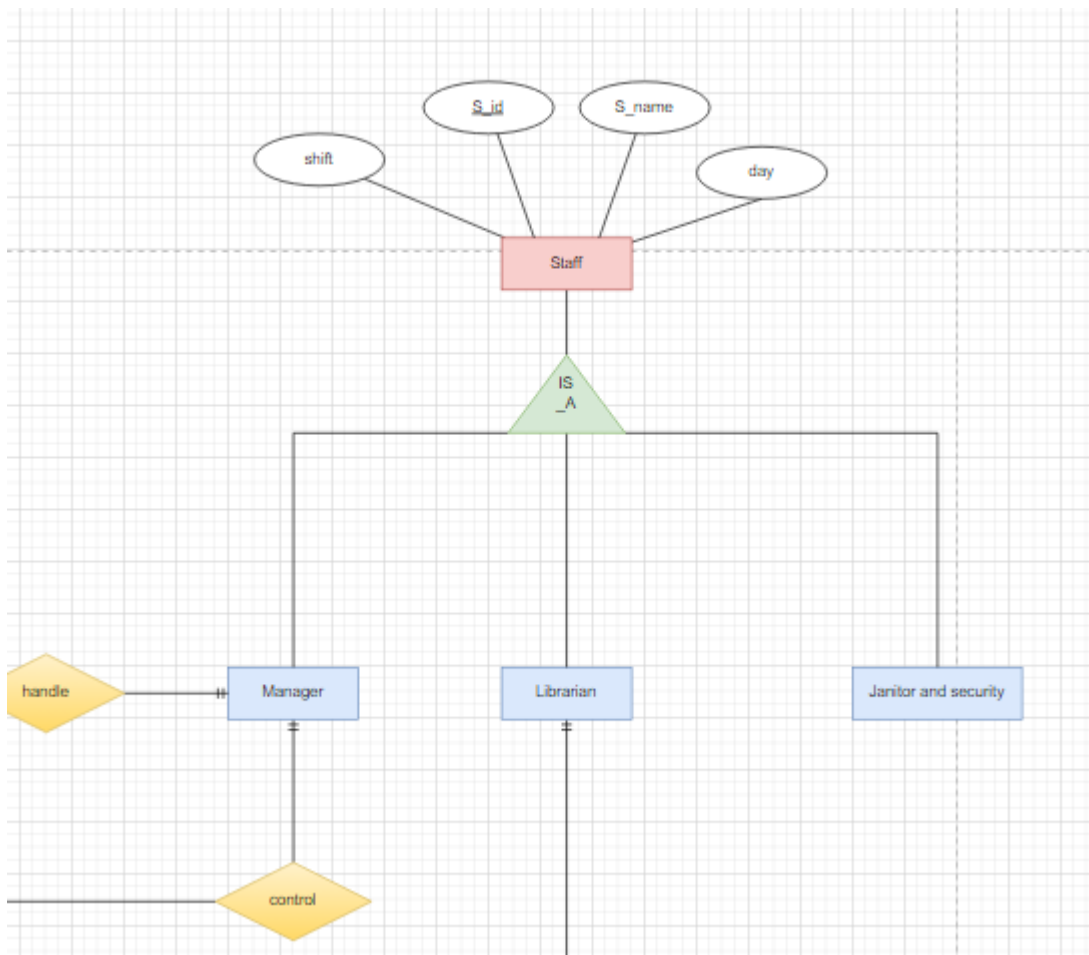 S_id
S_name
shift
day
Staff
IS
_A
handle
Manager
Librarian
Janitor and security
control